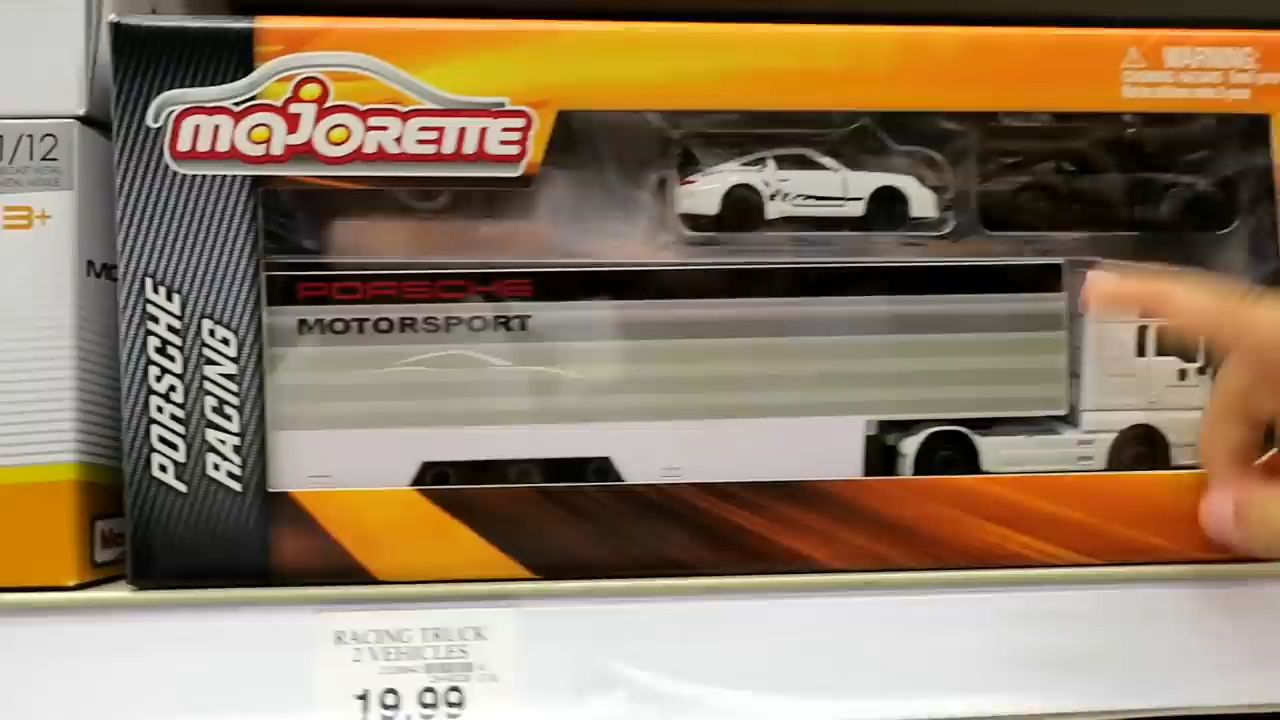 majorette
WARNING:
1/12
3+
PORSCHE
RACING
PORSCHE
MOTORSPORT
RACING TRUCK
2 VEHICLES
19.99